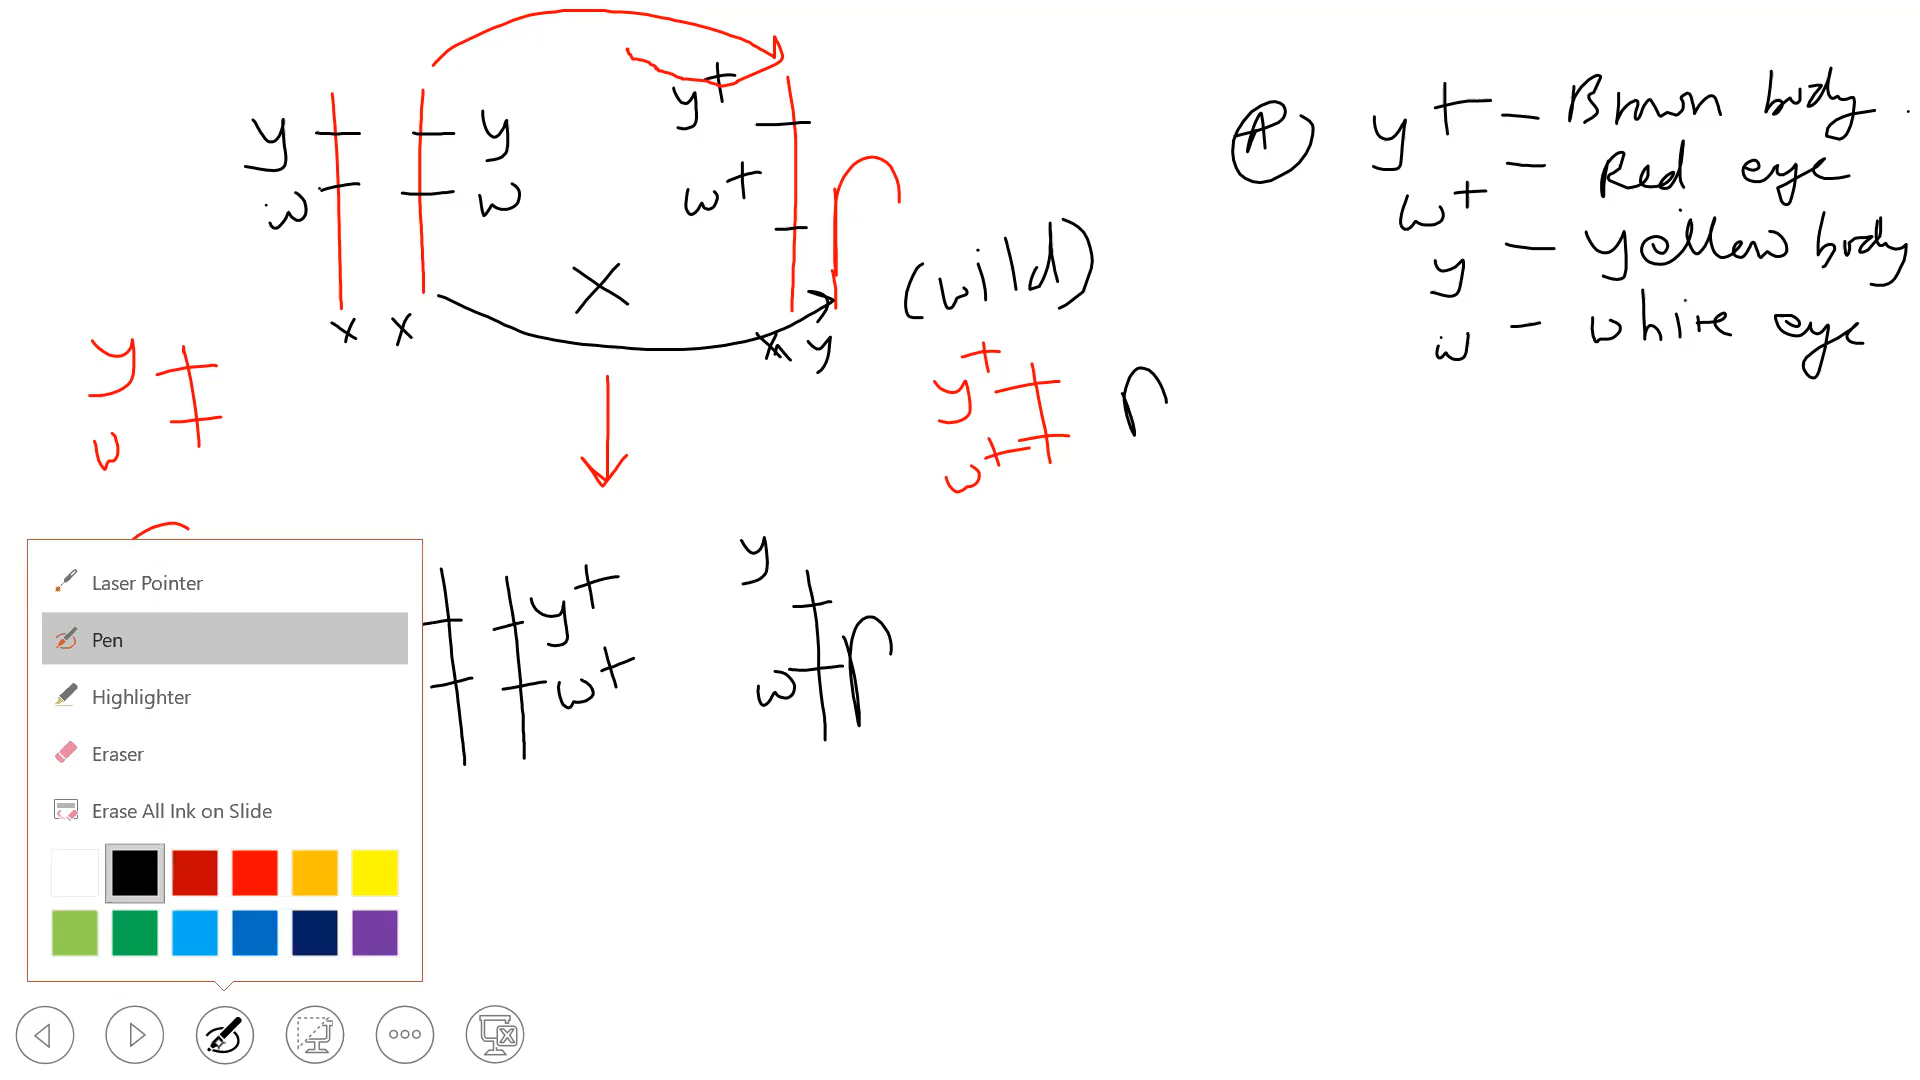 y y y+
w w w+
X
x x x y
(wild)
A y+ – Brown body
w+ – Red eye
y – yellow body
w – white eye
y
w
y+
w+
y+
w+
y
w
Laser Pointer
Pen
Highlighter
Eraser
Erase All Ink on Slide